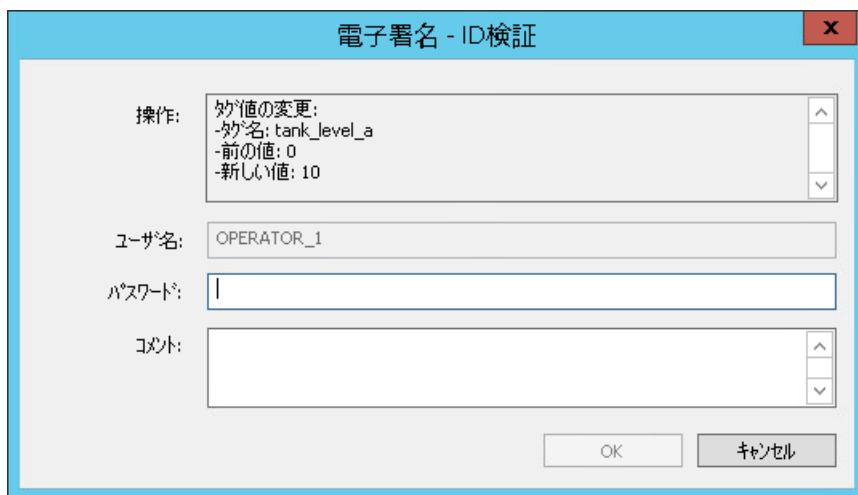 電子署名 - ID検証
x
操作:
ﾀｸﾞ値の変更:
-ﾀｸﾞ名: tank_level_a
-前の値: 0
-新しい値: 10
ﾕｰｻﾞ名:
OPERATOR_1
ﾊﾟｽﾜｰﾄﾞ:
ｺﾒﾝﾄ:
OK
ｷｬﾝｾﾙ